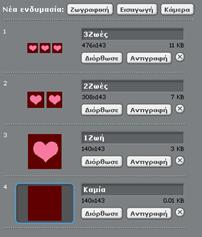 Νέα ενδυμασία: Ζωγραφική Εισαγωγή Κάμερα
1
3Ζωές
476x143 11 KB
Διόρθωσε Αντιγραφή
2
2Ζωές
308x143 7 KB
Διόρθωσε Αντιγραφή
3
1Ζωή
140x143 3 KB
Διόρθωσε Αντιγραφή
4
Καμία
140x143 0.01 KB
Διόρθωσε Αντιγραφή